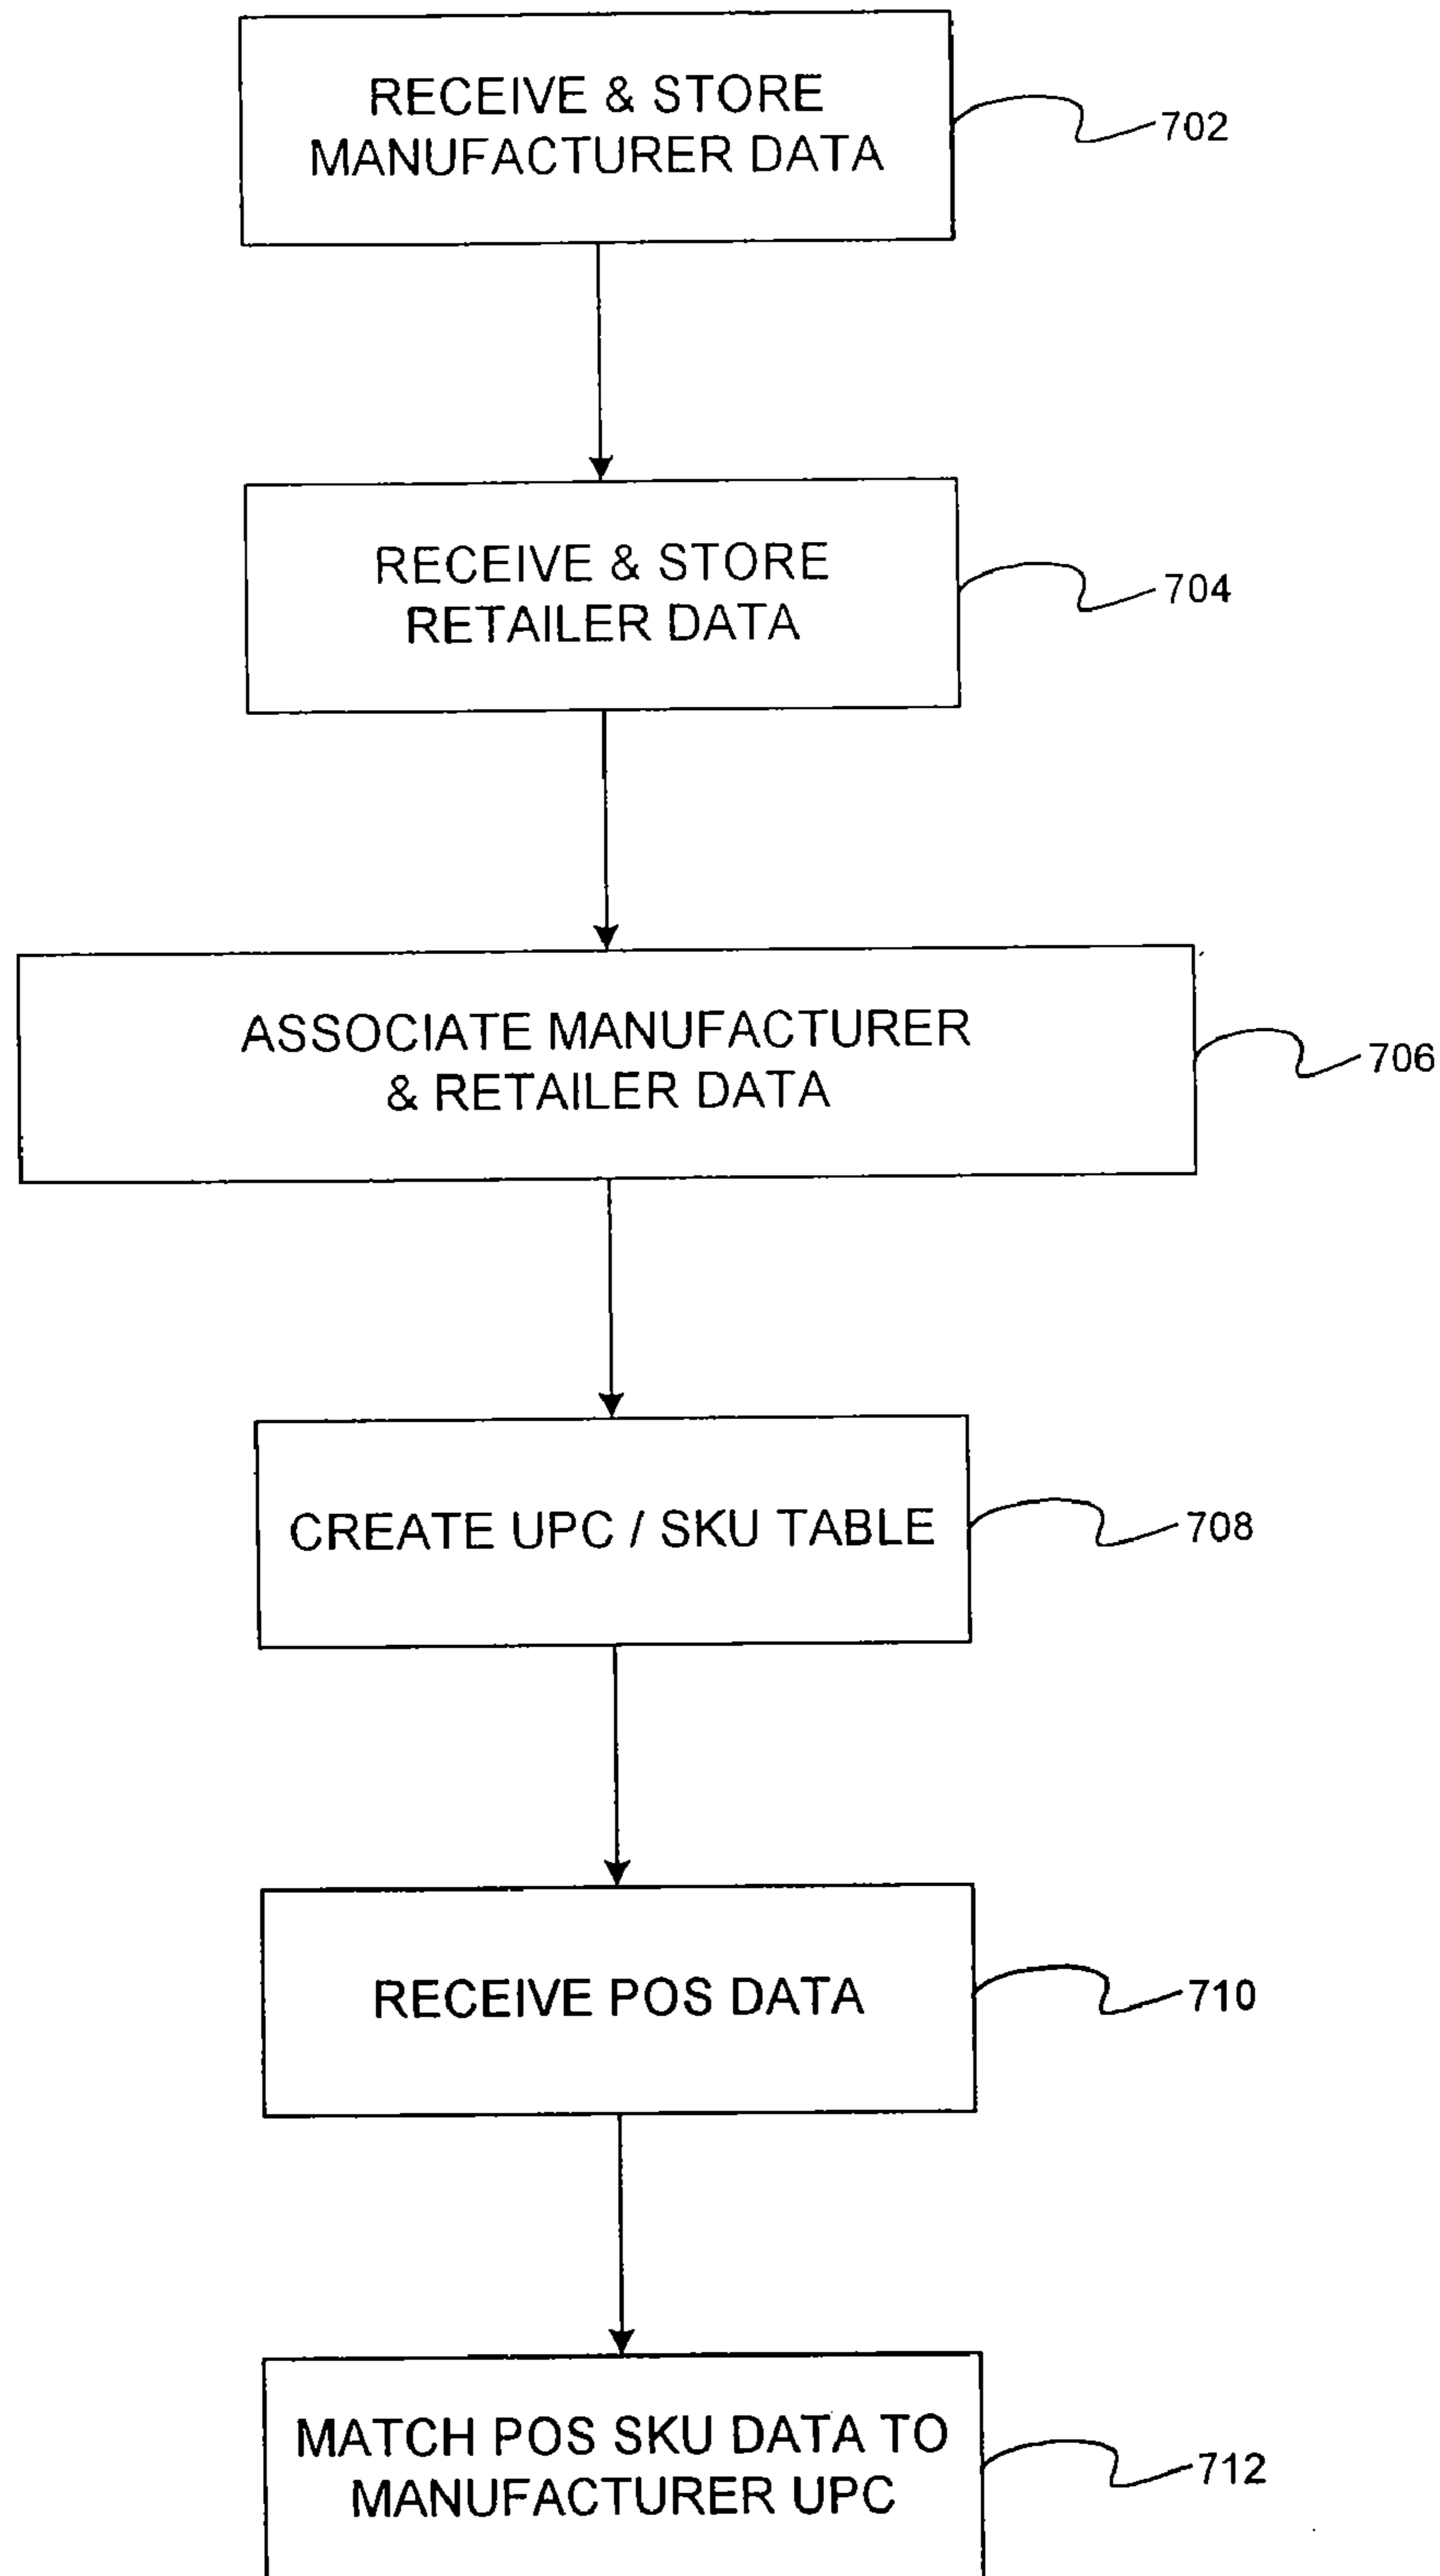 RECEIVE & STORE
MANUFACTURER DATA
702
RECEIVE & STORE
RETAILER DATA
704
ASSOCIATE MANUFACTURER
& RETAILER DATA
706
CREATE UPC / SKU TABLE
708
RECEIVE POS DATA
710
MATCH POS SKU DATA TO
MANUFACTURER UPC
712